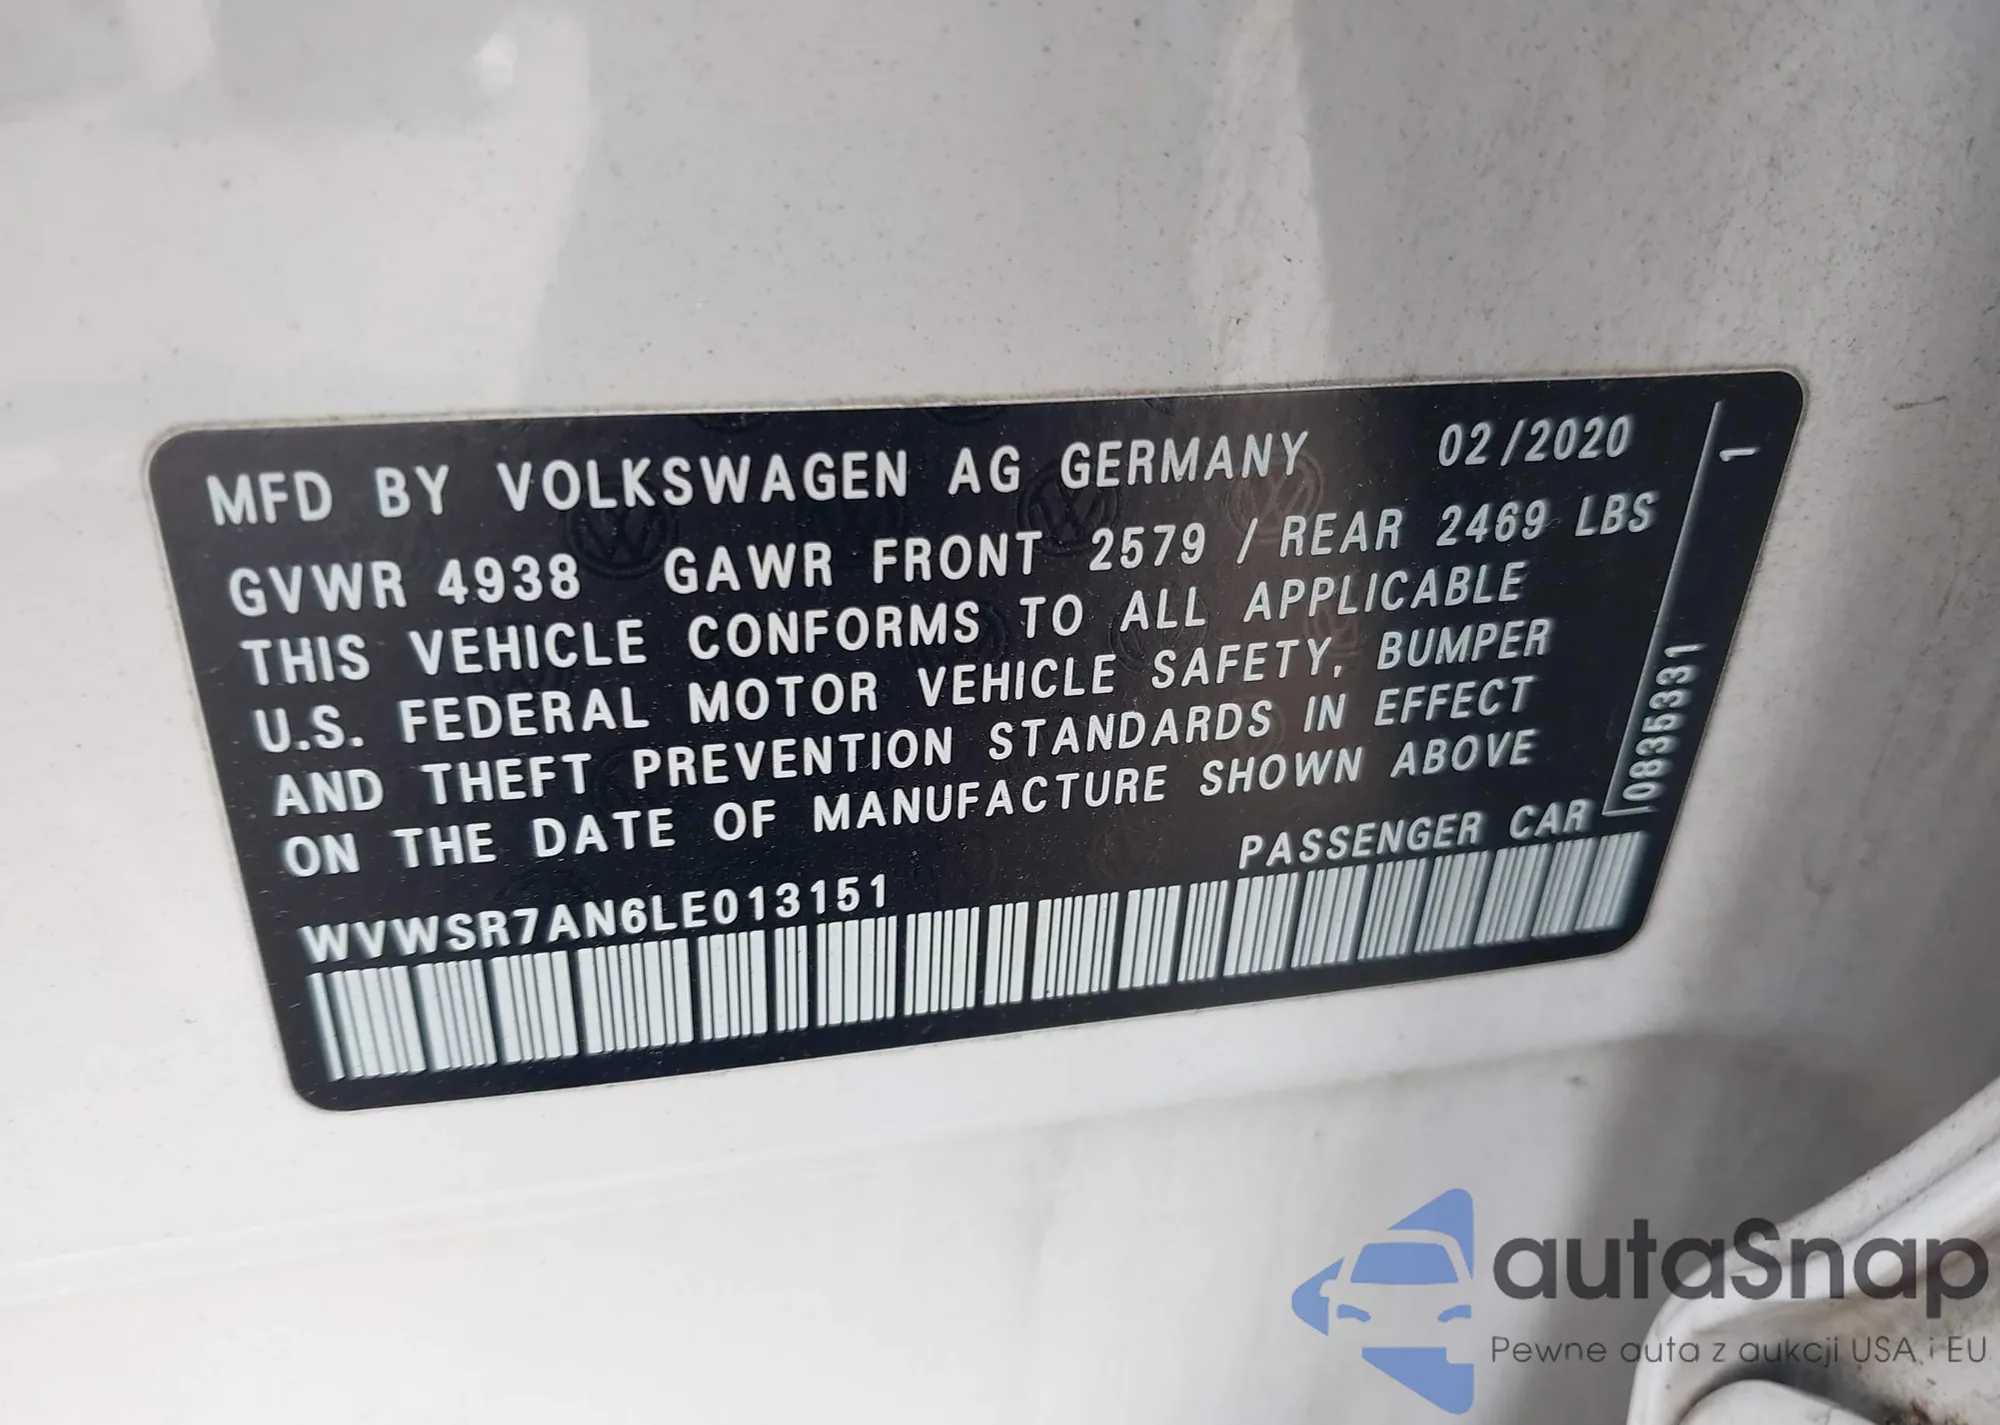 MFD BY VOLKSWAGEN AG GERMANY 02/2020
GVWR 4938 GAWR FRONT 2579 / REAR 2469 LBS
THIS VEHICLE CONFORMS TO ALL APPLICABLE
U.S. FEDERAL MOTOR VEHICLE SAFETY, BUMPER
AND THEFT PREVENTION STANDARDS IN EFFECT
ON THE DATE OF MANUFACTURE SHOWN ABOVE
PASSENGER CAR
WVWSR7AN6LE013151
0835331
1
autaSnap
Pewne auta z aukcji USA i EU